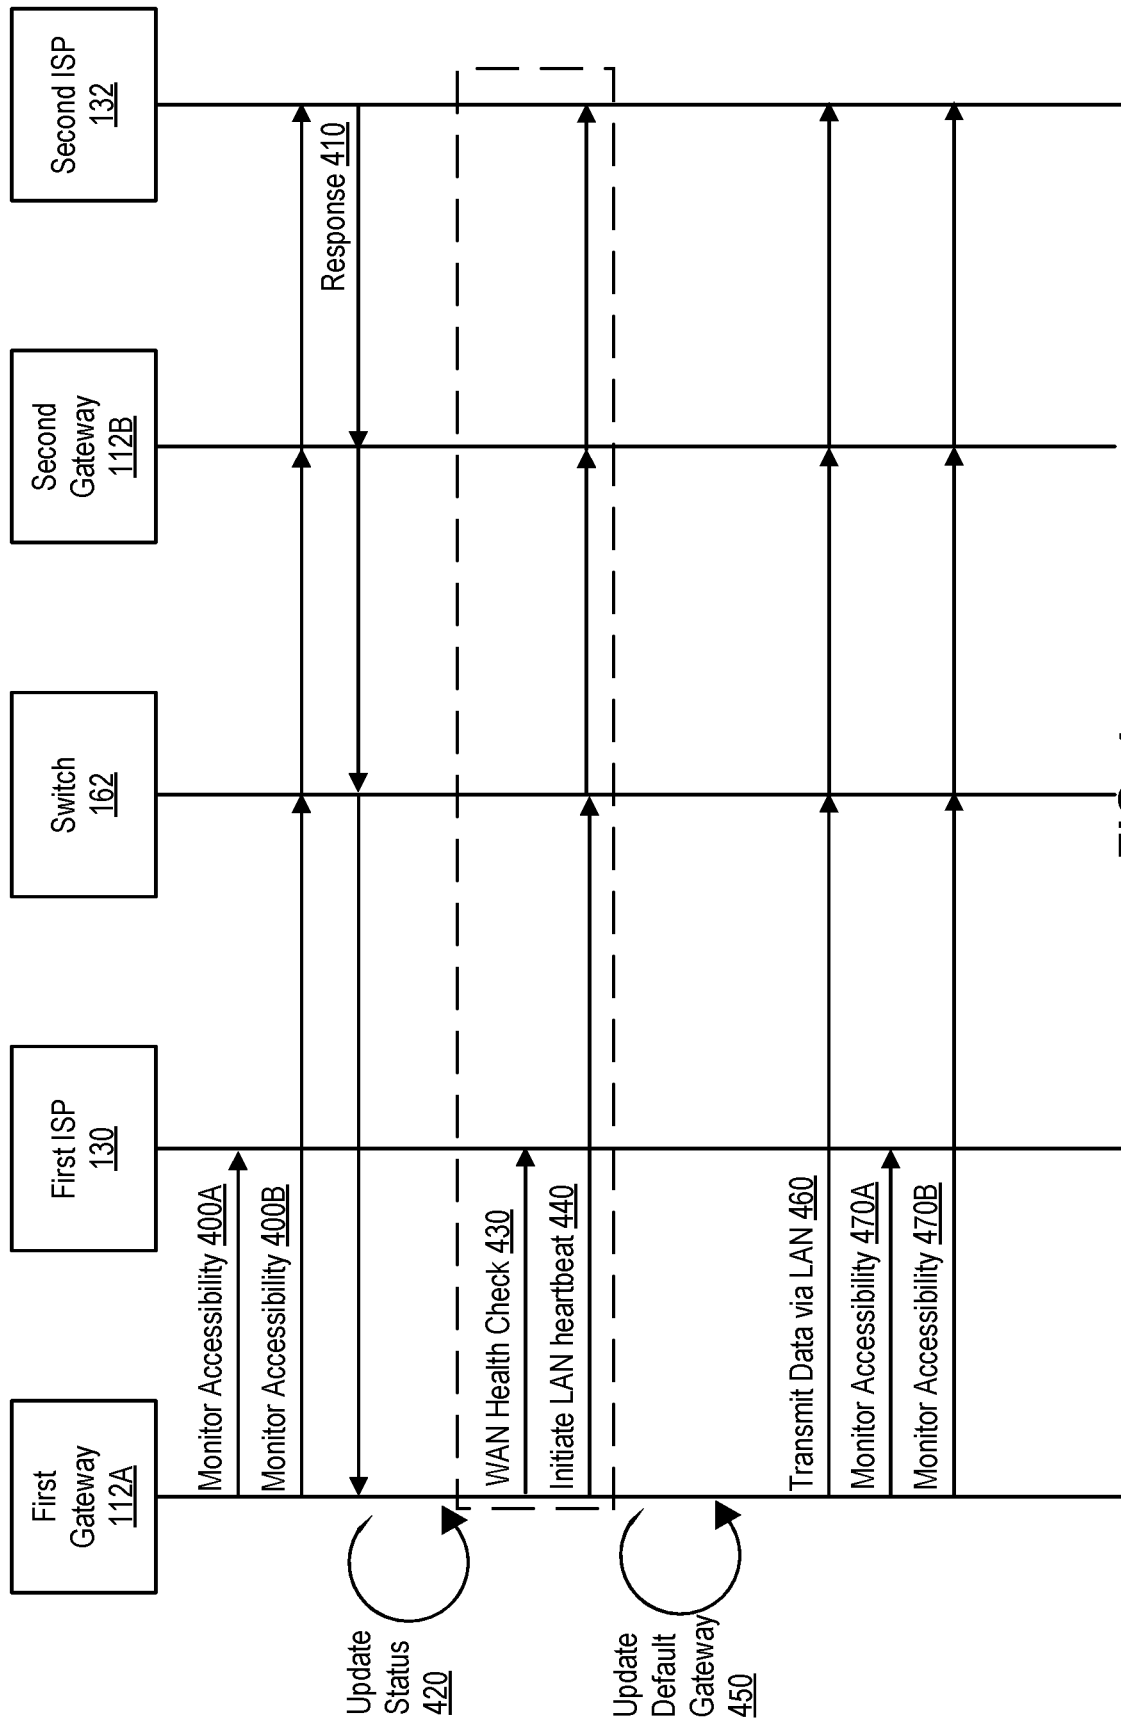 First
Gateway
112A
First ISP
130
Switch
162
Second
Gateway
112B
Second ISP
132
Monitor Accessibility 400A
Monitor Accessibility 400B
Response 410
Update
Status
420
WAN Health Check 430
Initiate LAN heartbeat 440
Update
Default
Gateway
450
Transmit Data via LAN 460
Monitor Accessibility 470A
Monitor Accessibility 470B